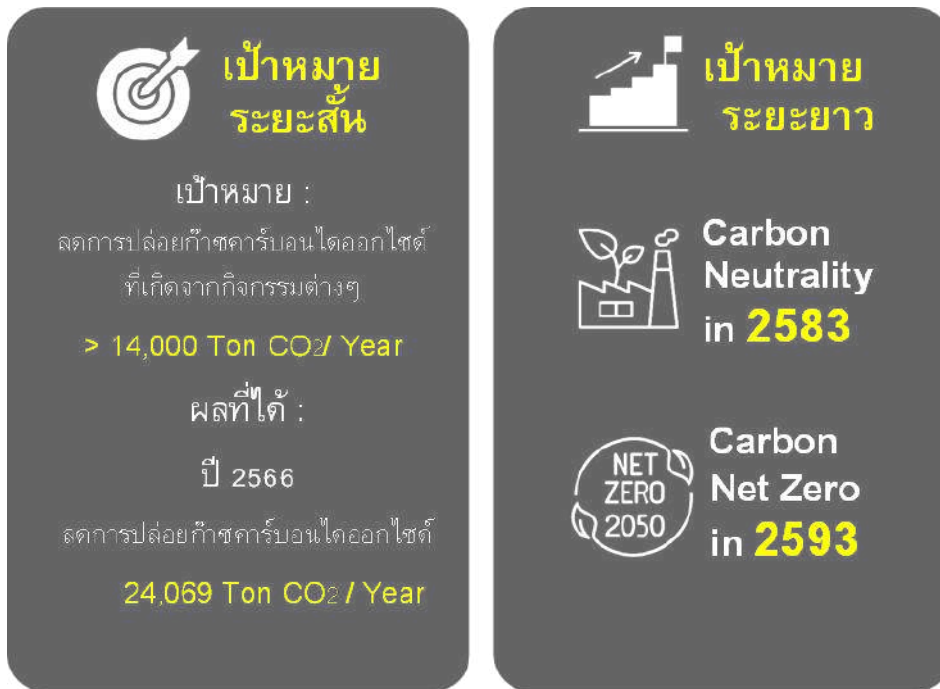 เป้าหมาย
ระยะสั้น
เป้าหมาย :
ลดการปล่อยก๊าซคาร์บอนไดออกไซด์
ที่เกิดจากกิจกรรมต่างๆ
> 14,000 Ton CO2/ Year
ผลที่ได้ :
ปี 2566
ลดการปล่อยก๊าซคาร์บอนไดออกไซด์
24,069 Ton CO2 / Year
เป้าหมาย
ระยะยาว
Carbon
Neutrality
in 2583
NET
ZERO
2050
Carbon
Net Zero
in 2593